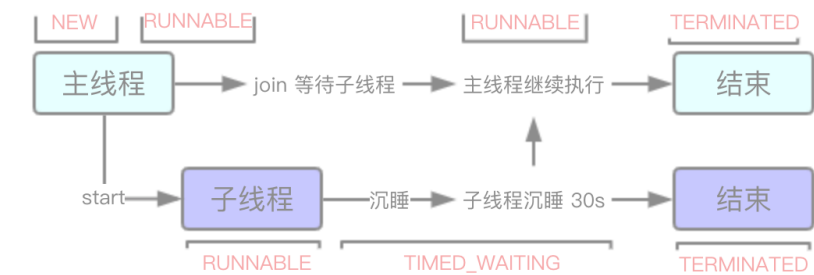 NEW
RUNNABLE
RUNNABLE
TERMINATED
主线程
join 等待子线程
主线程继续执行
结束
start
子线程
沉睡
子线程沉睡 30s
结束
RUNNABLE
TIMED_WAITING
TERMINATED